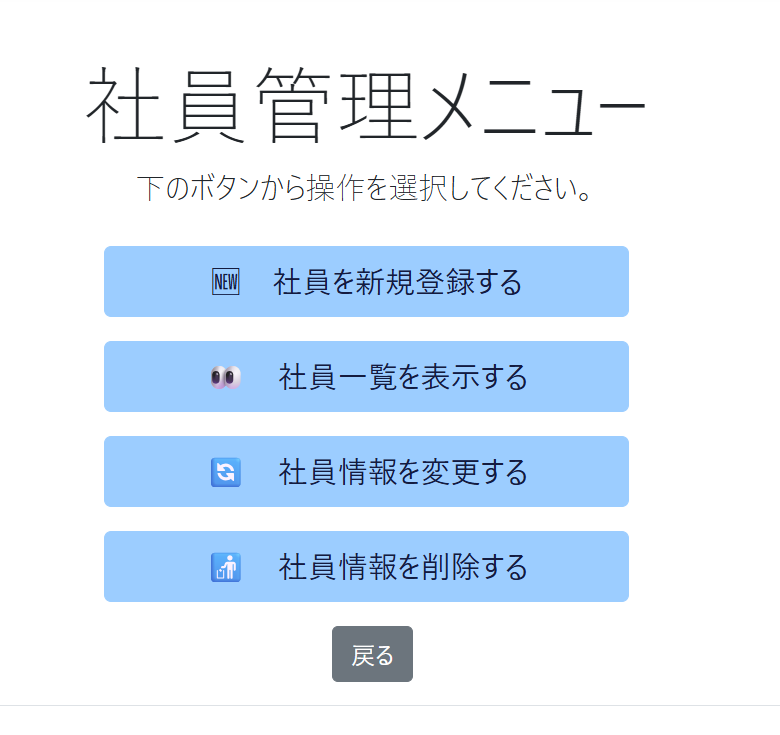 社員管理メニュー
下のボタンから操作を選択してください。
🆕 社員を新規登録する
👀 社員一覧を表示する
🔄 社員情報を変更する
🚮 社員情報を削除する
戻る